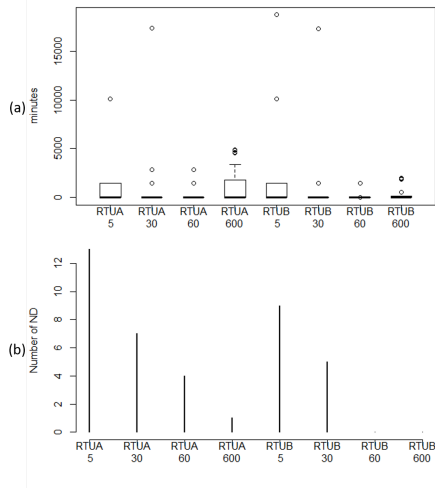 (a)
minutes
15000
10000
5000
0
RTUA RTUA RTUA RTUA RTUB RTUB RTUB RTUB
5 30 60 600 5 30 60 600
(b)
Number of ND
12
10
8
6
4
2
0
RTUA RTUA RTUA RTUA RTUB RTUB RTUB RTUB
5 30 60 600 5 30 60 600